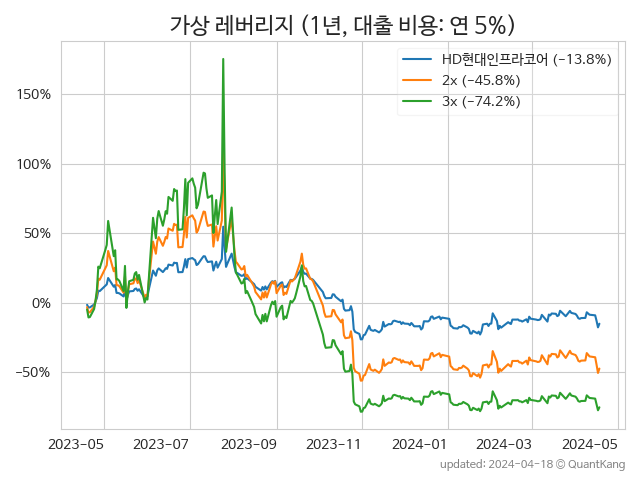 가상 레버리지 (1년, 대출 비용: 연 5%)
HD현대인프라코어 (−13.8%)
2x (−45.8%)
3x (−74.2%)
150%
100%
50%
0%
−50%
2023-05 2023-07 2023-09 2023-11 2024-01 2024-03 2024-05
updated: 2024-04-18 © QuantKang